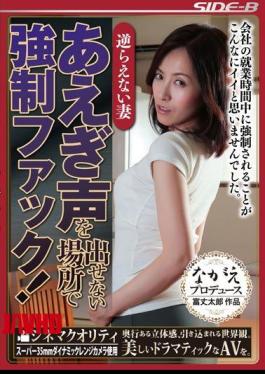 SIDE-B
会社の就業時間中に強制されることが
こんなにイイと思いませんでした。
逆らえない妻
あえぎ声を
出せない
場所で
強制ファック！
ながえ
プロデュース
富丈太郎 作品
シネマクオリティ
スーパー35mmダイナミックレンジカメラ使用
奥行ある立体感、引き込まれる世界観。
美しいドラマティックなAVを。